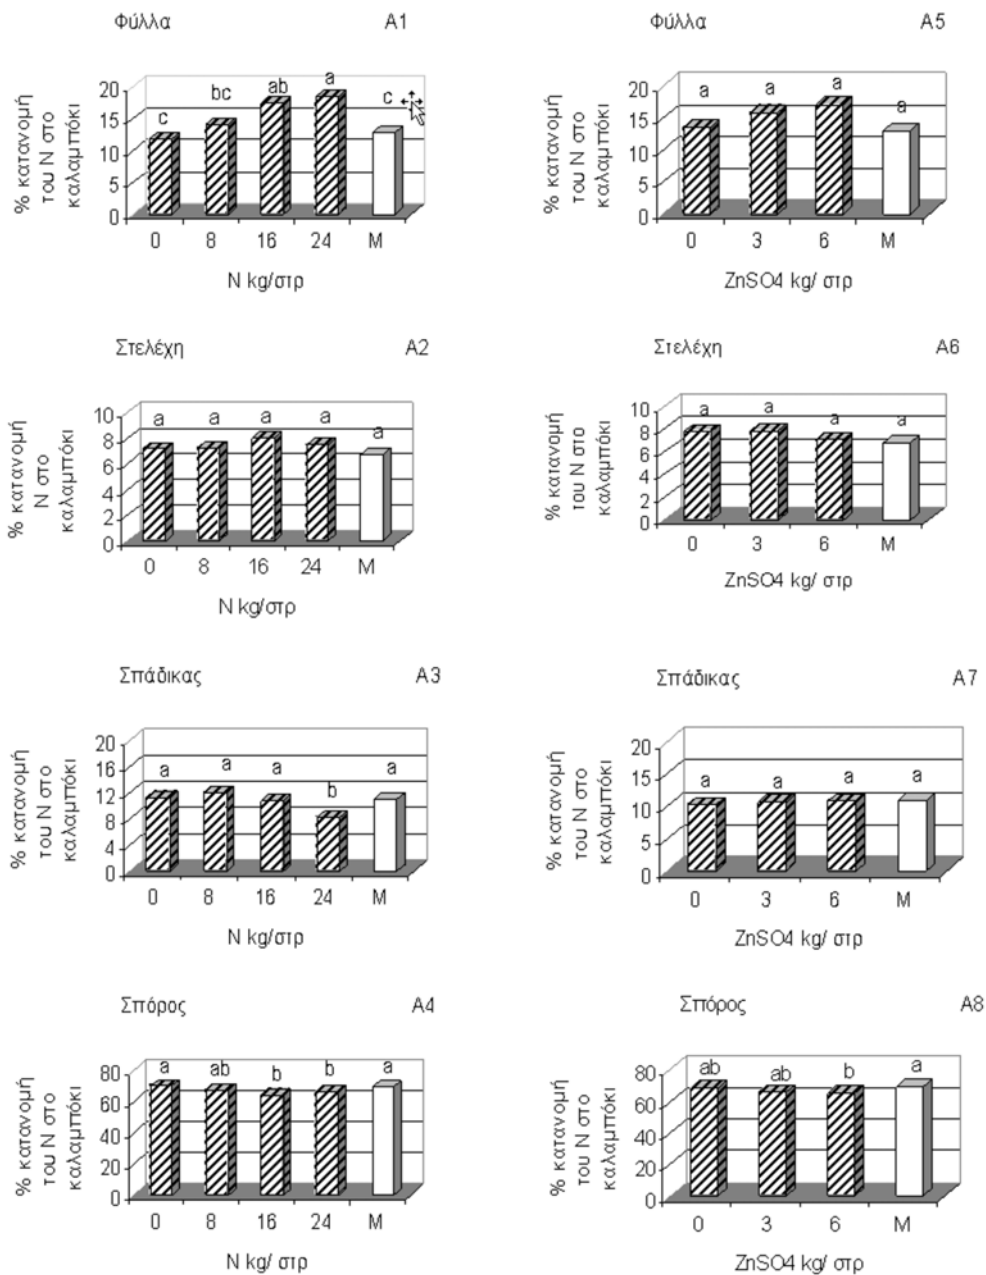 Φύλλα A1
% κατανομή
του N στο
καλαμπόκι
20
15
10
5
0
c bc ab a c
0 8 16 24 M
N kg/στρ
Φύλλα A5
% κατανομή
του N στο
καλαμπόκι
20
15
10
5
0
a a a a
0 3 6 M
ZnSO4 kg/ στρ
Στελέχη A2
% κατανομή
N στο
καλαμπόκι
10
8
6
4
2
0
a a a a a
0 8 16 24 M
N kg/στρ
Στελέχη A6
% κατανομή
του N στο
καλαμπόκι
10
8
6
4
2
0
a a a a
0 3 6 M
ZnSO4 kg/ στρ
Σπάδικας A3
% κατανομή
του N στο
καλαμπόκι
20
16
12
8
4
0
a a a b a
0 8 16 24 M
N kg/στρ
Σπάδικας A7
% κατανομή
του N στο
καλαμπόκι
20
15
10
5
0
a a a a
0 3 6 M
ZnSO4 kg/ στρ
Σπόρος A4
% κατανομή
του N στο
καλαμπόκι
80
60
40
20
0
a ab b b a
0 8 16 24 M
N kg/ στρ
Σπόρος A8
% κατανομή
του N στο
καλαμπόκι
80
60
40
20
0
ab ab b a
0 3 6 M
ZnSO4 kg/ στρ